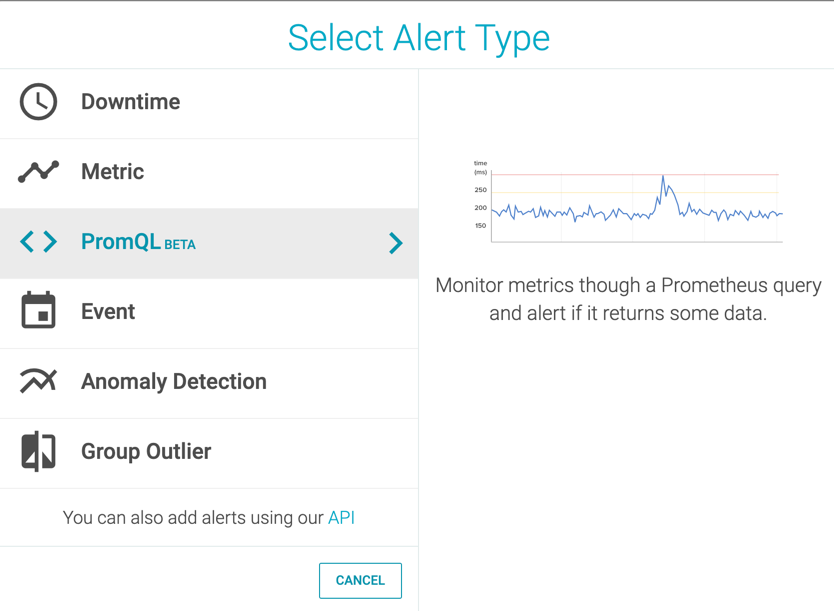 Select Alert Type
Downtime
Metric
PromQL BETA
Event
Anomaly Detection
Group Outlier
You can also add alerts using our API
CANCEL
time
(ms)
250
200
150
Monitor metrics though a Prometheus query
and alert if it returns some data.